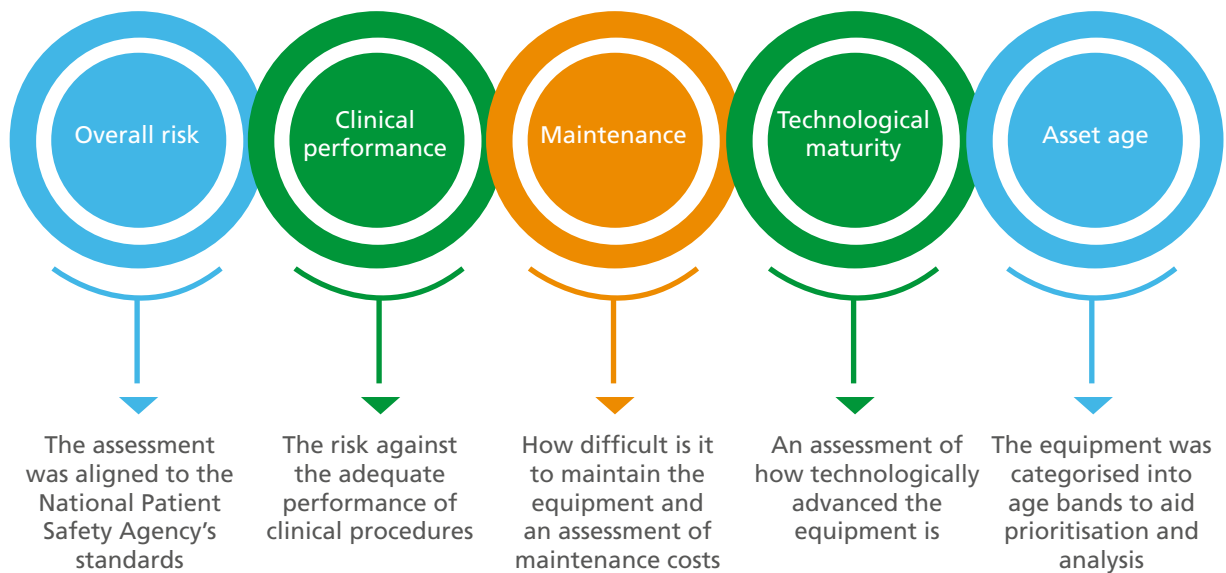 Overall risk
Clinical
performance
Maintenance
Technological
maturity
Asset age
The assessment
was aligned to the
National Patient
Safety Agency’s
standards
The risk against
the adequate
performance of
clinical procedures
How difficult is it
to maintain the
equipment and
an assessment of
maintenance costs
An assessment of
how technologically
advanced the
equipment is
The equipment was
categorised into
age bands to aid
prioritisation and
analysis